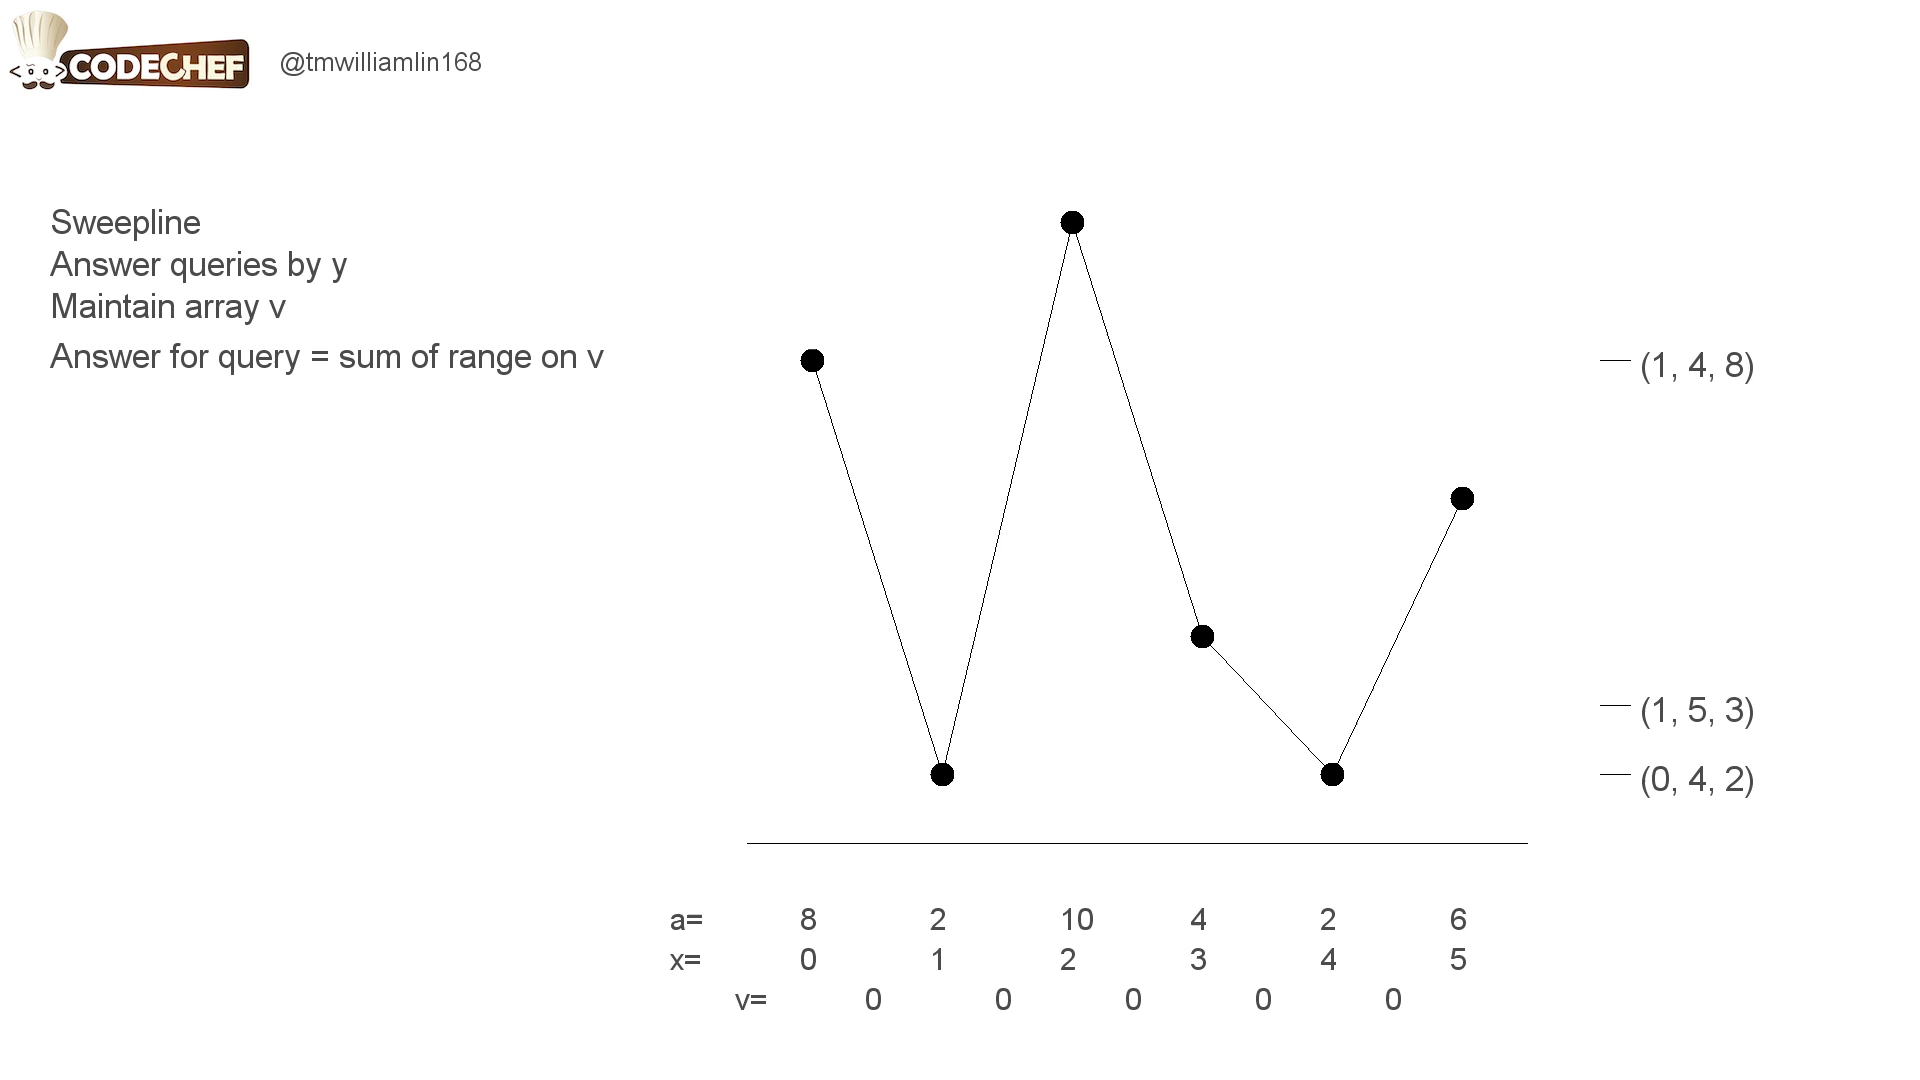 CODECHEF
@tmwilliamlin168
Sweepline
Answer queries by y
Maintain array v
Answer for query = sum of range on v
(1, 4, 8)
(1, 5, 3)
(0, 4, 2)
a= 8 2 10 4 2 6
x= 0 1 2 3 4 5
v= 0 0 0 0 0